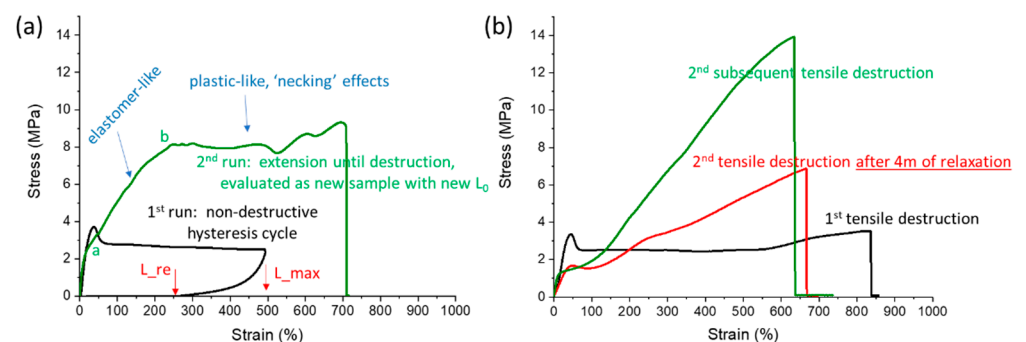 (a)
14
12
10
8
6
4
2
0
Stress (MPa)
0 100 200 300 400 500 600 700 800 900 1000
Strain (%)
elastomer-like
plastic-like, ‘necking’ effects
a
b
2nd run: extension until destruction,
evaluated as new sample with new L0
1st run: non-destructive
hysteresis cycle
L_re
L_max
(b)
14
12
10
8
6
4
2
0
Stress (MPa)
0 100 200 300 400 500 600 700 800 900 1000
Strain (%)
2nd subsequent tensile destruction
2nd tensile destruction after 4m of relaxation
1st tensile destruction